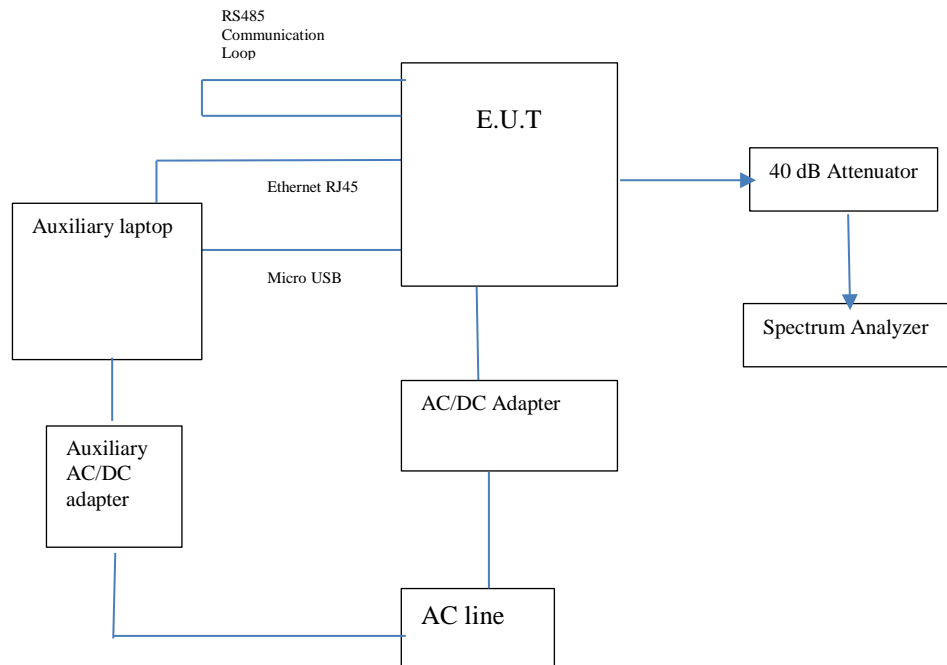 RS485
Communication
Loop
E.U.T
40 dB Attenuator
Ethernet RJ45
Auxiliary laptop
Micro USB
Spectrum Analyzer
AC/DC Adapter
Auxiliary
AC/DC
adapter
AC line